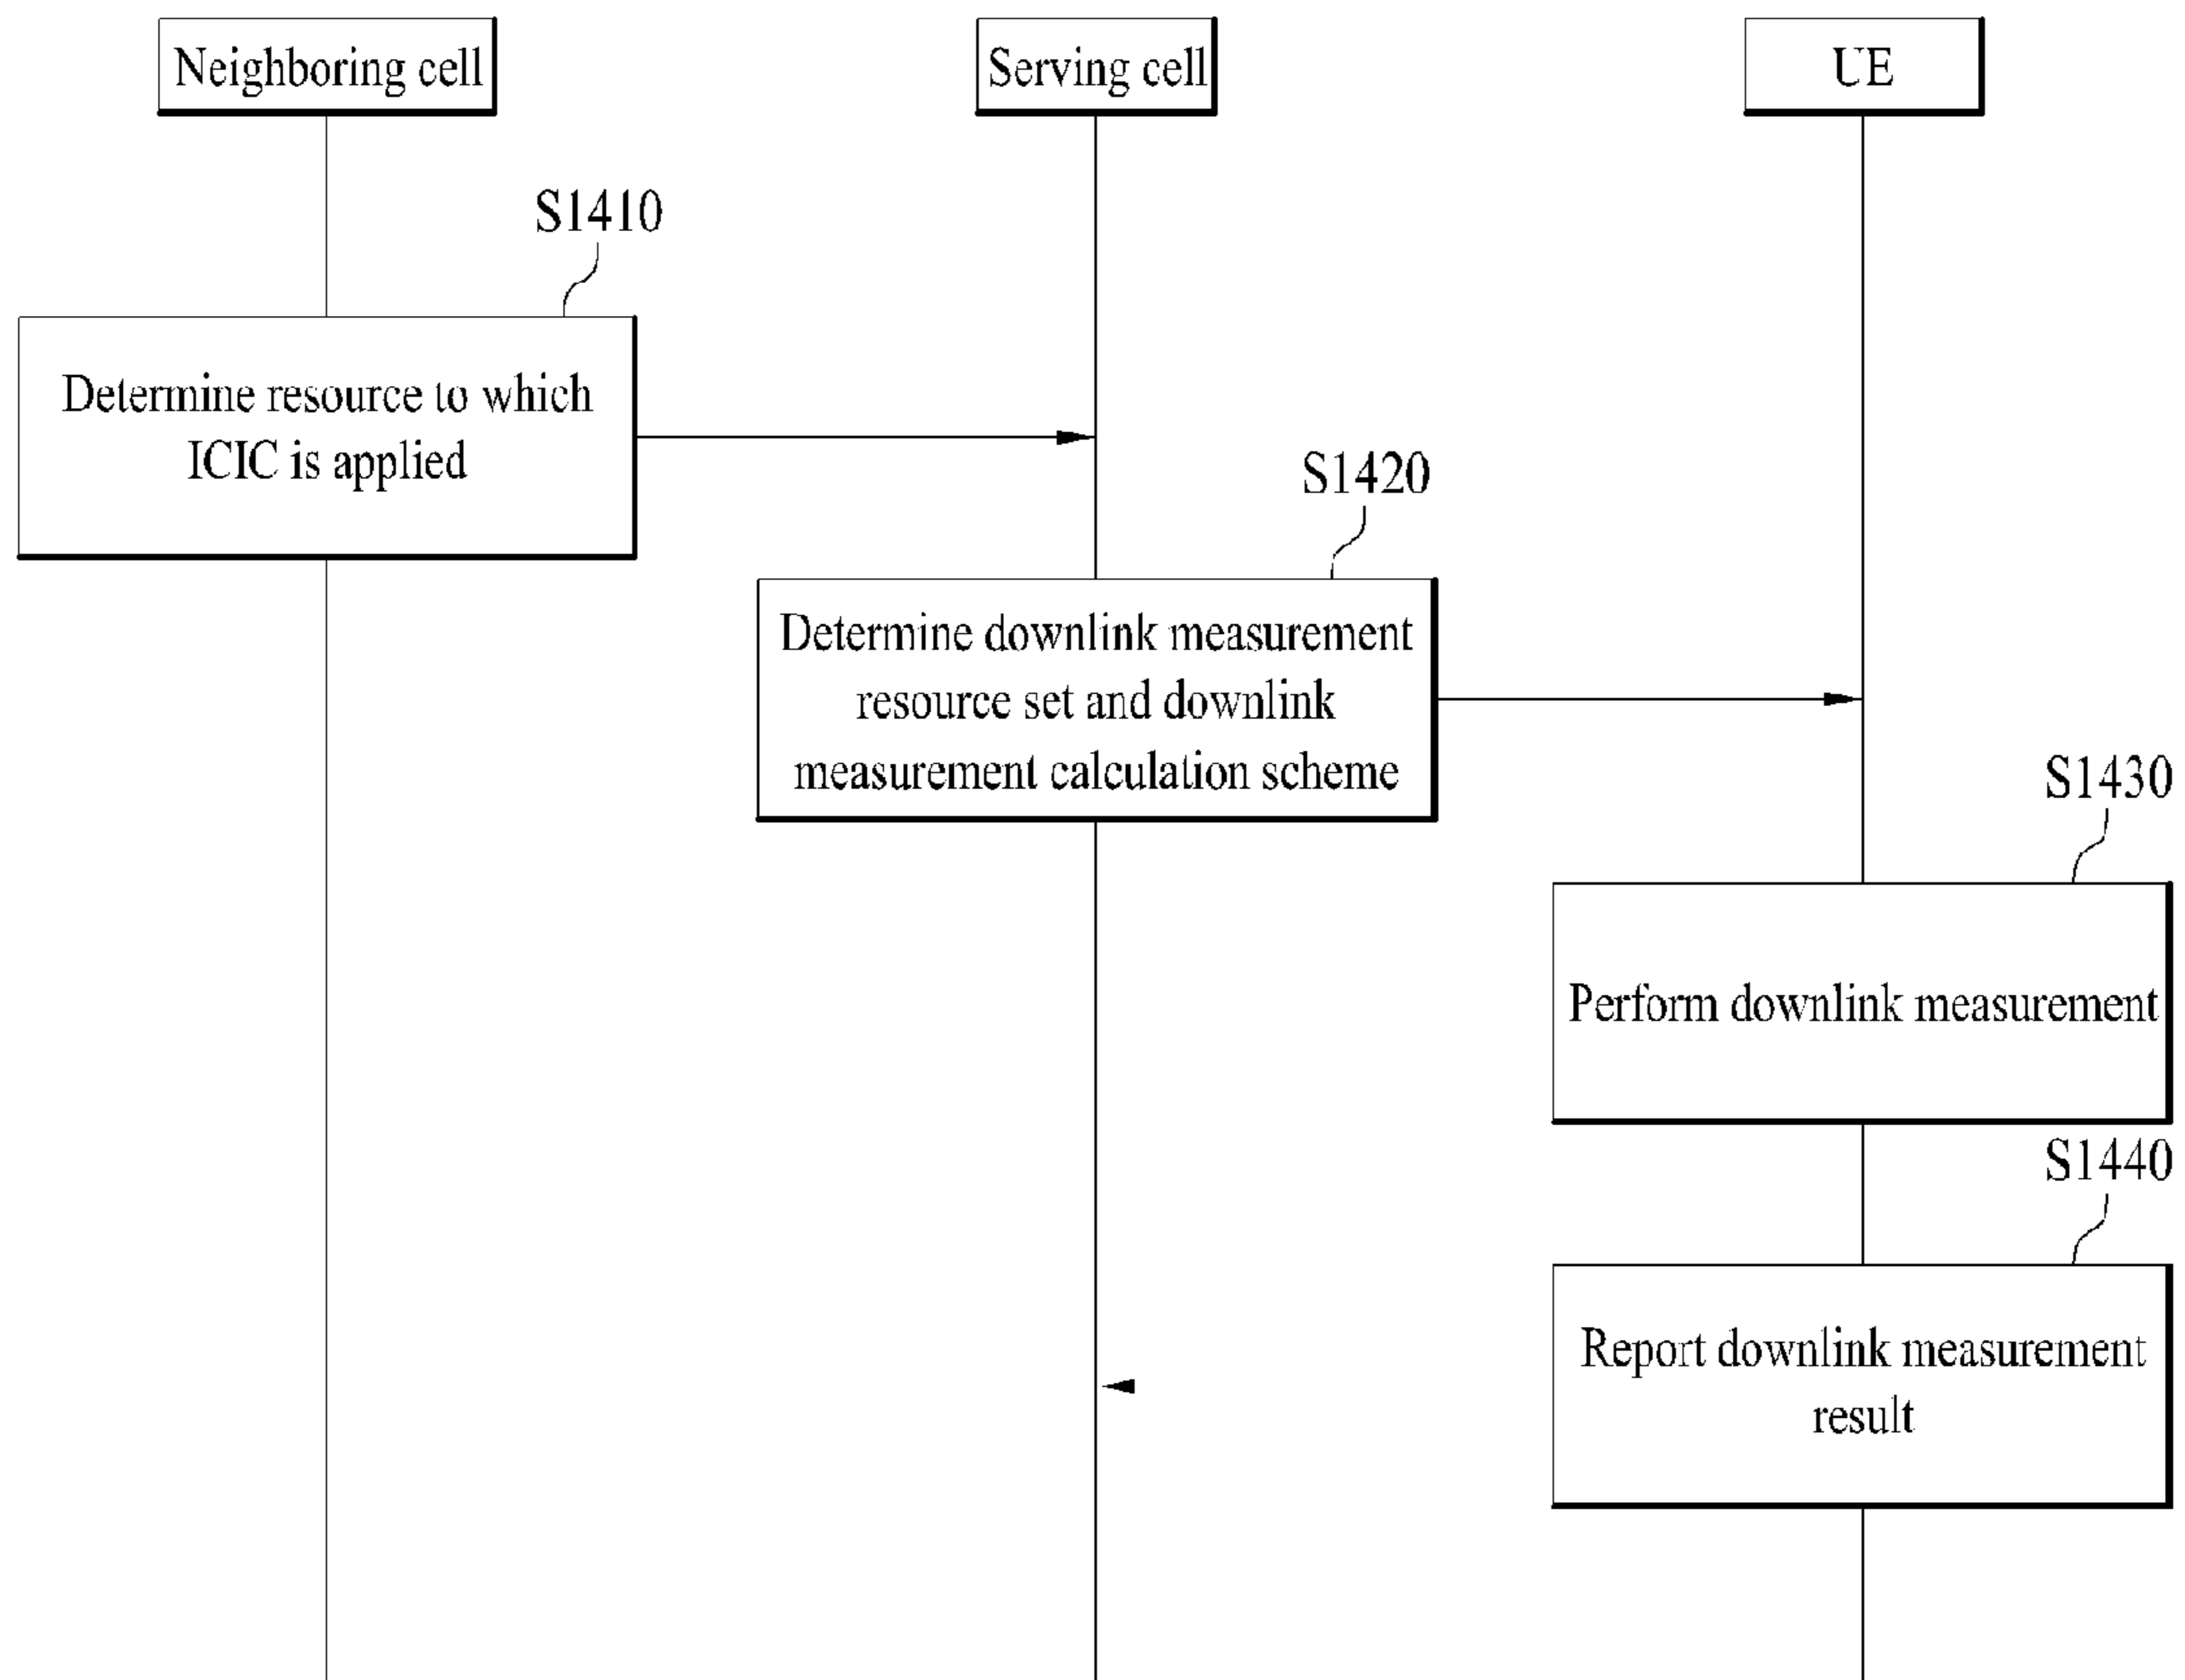 Neighboring cell
Serving cell
UE
S1410
Determine resource to which
ICIC is applied
S1420
Determine downlink measurement
resource set and downlink
measurement calculation scheme
S1430
Perform downlink measurement
S1440
Report downlink measurement
result